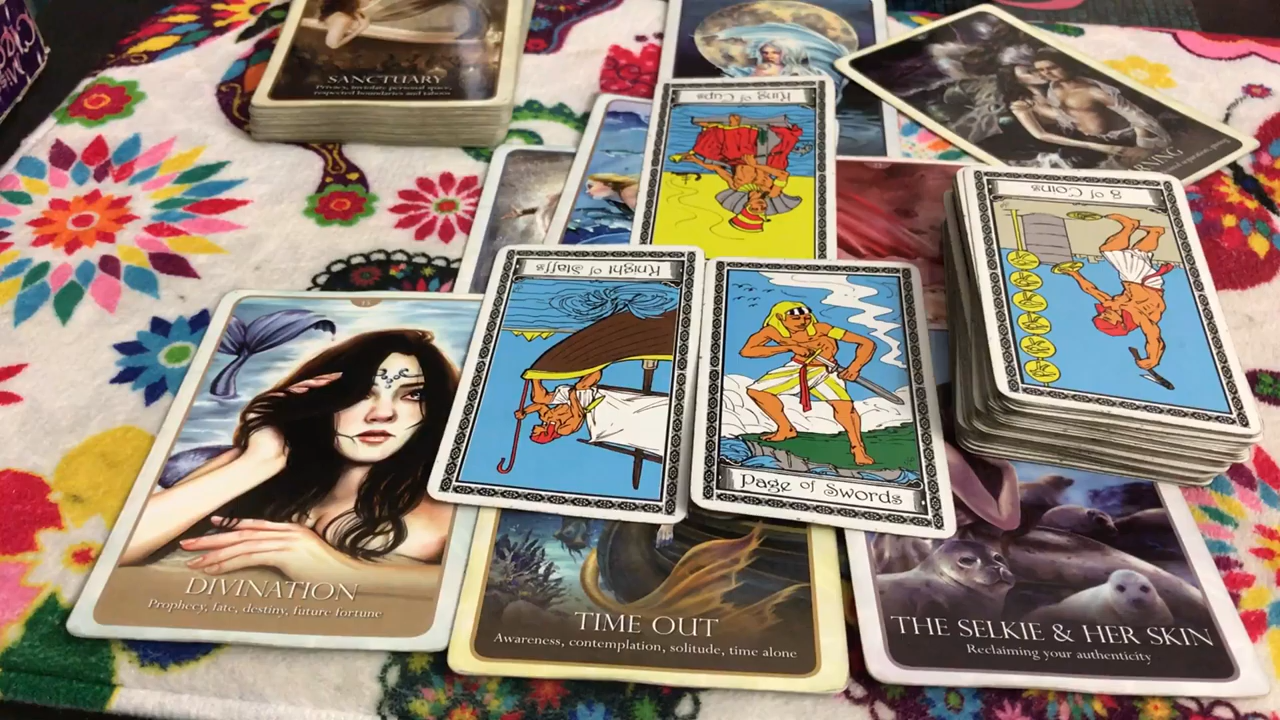 SANCTUARY
Privacy, inviolate personal space,
respected boundaries and taboos
King of Cups
8 of Coins
Knight of Staffs
Page of Swords
DIVINATION
Prophecy, fate, destiny, future fortune
TIME OUT
Awareness, contemplation, solitude, time alone
THE SELKIE & HER SKIN
Reclaiming your authenticity